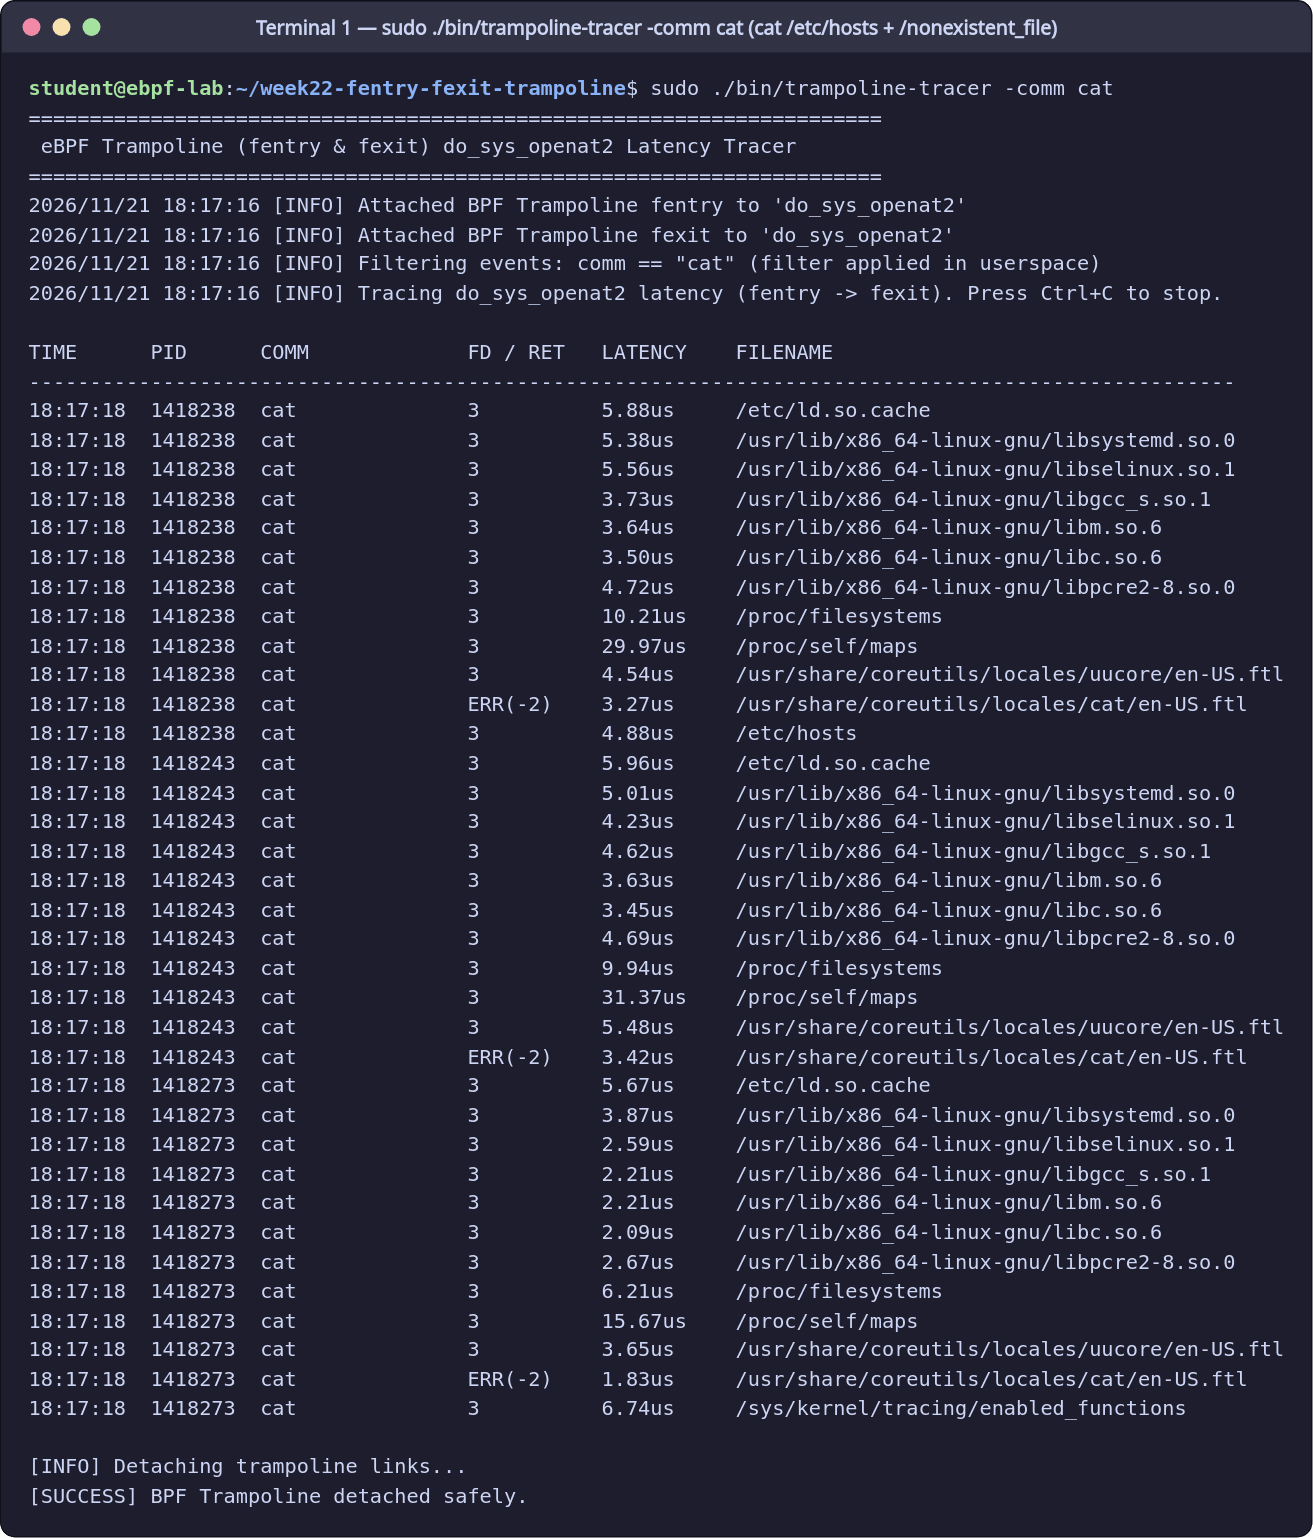 Terminal 1 — sudo ./bin/trampoline-tracer -comm cat (cat /etc/hosts + /nonexistent_file)
student@ebpf-lab:~/week22-fentry-fexit-trampoline$ sudo ./bin/trampoline-tracer -comm cat
======================================================================
 eBPF Trampoline (fentry & fexit) do_sys_openat2 Latency Tracer
======================================================================
2026/11/21 18:17:16 [INFO] Attached BPF Trampoline fentry to 'do_sys_openat2'
2026/11/21 18:17:16 [INFO] Attached BPF Trampoline fexit to 'do_sys_openat2'
2026/11/21 18:17:16 [INFO] Filtering events: comm == "cat" (filter applied in userspace)
2026/11/21 18:17:16 [INFO] Tracing do_sys_openat2 latency (fentry -> fexit). Press Ctrl+C to stop.

TIME      PID      COMM             FD / RET   LATENCY    FILENAME
---------------------------------------------------------------------------------------------------
18:17:18  1418238  cat              3          5.88us     /etc/ld.so.cache
18:17:18  1418238  cat              3          5.38us     /usr/lib/x86_64-linux-gnu/libsystemd.so.0
18:17:18  1418238  cat              3          5.56us     /usr/lib/x86_64-linux-gnu/libselinux.so.1
18:17:18  1418238  cat              3          3.73us     /usr/lib/x86_64-linux-gnu/libgcc_s.so.1
18:17:18  1418238  cat              3          3.64us     /usr/lib/x86_64-linux-gnu/libm.so.6
18:17:18  1418238  cat              3          3.50us     /usr/lib/x86_64-linux-gnu/libc.so.6
18:17:18  1418238  cat              3          4.72us     /usr/lib/x86_64-linux-gnu/libpcre2-8.so.0
18:17:18  1418238  cat              3          10.21us    /proc/filesystems
18:17:18  1418238  cat              3          29.97us    /proc/self/maps
18:17:18  1418238  cat              3          4.54us     /usr/share/coreutils/locales/uucore/en-US.ftl
18:17:18  1418238  cat              ERR(-2)    3.27us     /usr/share/coreutils/locales/cat/en-US.ftl
18:17:18  1418238  cat              3          4.88us     /etc/hosts
18:17:18  1418243  cat              3          5.96us     /etc/ld.so.cache
18:17:18  1418243  cat              3          5.01us     /usr/lib/x86_64-linux-gnu/libsystemd.so.0
18:17:18  1418243  cat              3          4.23us     /usr/lib/x86_64-linux-gnu/libselinux.so.1
18:17:18  1418243  cat              3          4.62us     /usr/lib/x86_64-linux-gnu/libgcc_s.so.1
18:17:18  1418243  cat              3          3.63us     /usr/lib/x86_64-linux-gnu/libm.so.6
18:17:18  1418243  cat              3          3.45us     /usr/lib/x86_64-linux-gnu/libc.so.6
18:17:18  1418243  cat              3          4.69us     /usr/lib/x86_64-linux-gnu/libpcre2-8.so.0
18:17:18  1418243  cat              3          9.94us     /proc/filesystems
18:17:18  1418243  cat              3          31.37us    /proc/self/maps
18:17:18  1418243  cat              3          5.48us     /usr/share/coreutils/locales/uucore/en-US.ftl
18:17:18  1418243  cat              ERR(-2)    3.42us     /usr/share/coreutils/locales/cat/en-US.ftl
18:17:18  1418273  cat              3          5.67us     /etc/ld.so.cache
18:17:18  1418273  cat              3          3.87us     /usr/lib/x86_64-linux-gnu/libsystemd.so.0
18:17:18  1418273  cat              3          2.59us     /usr/lib/x86_64-linux-gnu/libselinux.so.1
18:17:18  1418273  cat              3          2.21us     /usr/lib/x86_64-linux-gnu/libgcc_s.so.1
18:17:18  1418273  cat              3          2.21us     /usr/lib/x86_64-linux-gnu/libm.so.6
18:17:18  1418273  cat              3          2.09us     /usr/lib/x86_64-linux-gnu/libc.so.6
18:17:18  1418273  cat              3          2.67us     /usr/lib/x86_64-linux-gnu/libpcre2-8.so.0
18:17:18  1418273  cat              3          6.21us     /proc/filesystems
18:17:18  1418273  cat              3          15.67us    /proc/self/maps
18:17:18  1418273  cat              3          3.65us     /usr/share/coreutils/locales/uucore/en-US.ftl
18:17:18  1418273  cat              ERR(-2)    1.83us     /usr/share/coreutils/locales/cat/en-US.ftl
18:17:18  1418273  cat              3          6.74us     /sys/kernel/tracing/enabled_functions

[INFO] Detaching trampoline links...
[SUCCESS] BPF Trampoline detached safely.